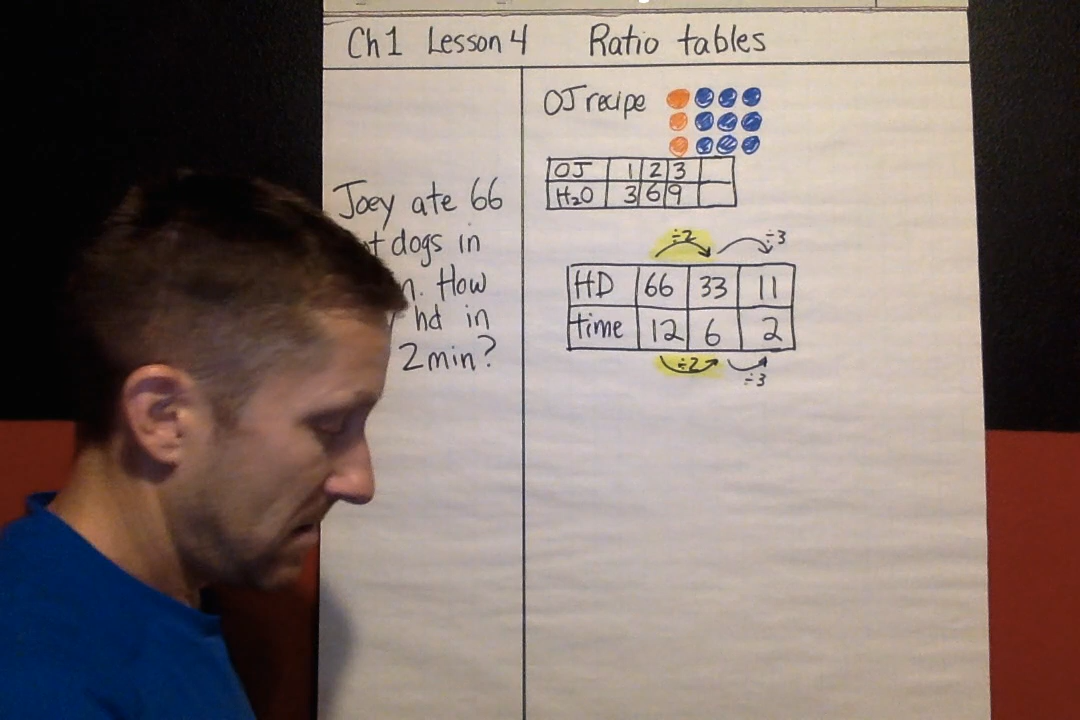 Ch1 Lesson 4 Ratio tables
OJ recipe
OJ 1 2 3
H₂O 3 6 9
Joey ate 66
dogs in
How
hd in
2min?
÷2 ÷3
HD 66 33 11
time 12 6 2
÷2 ÷3